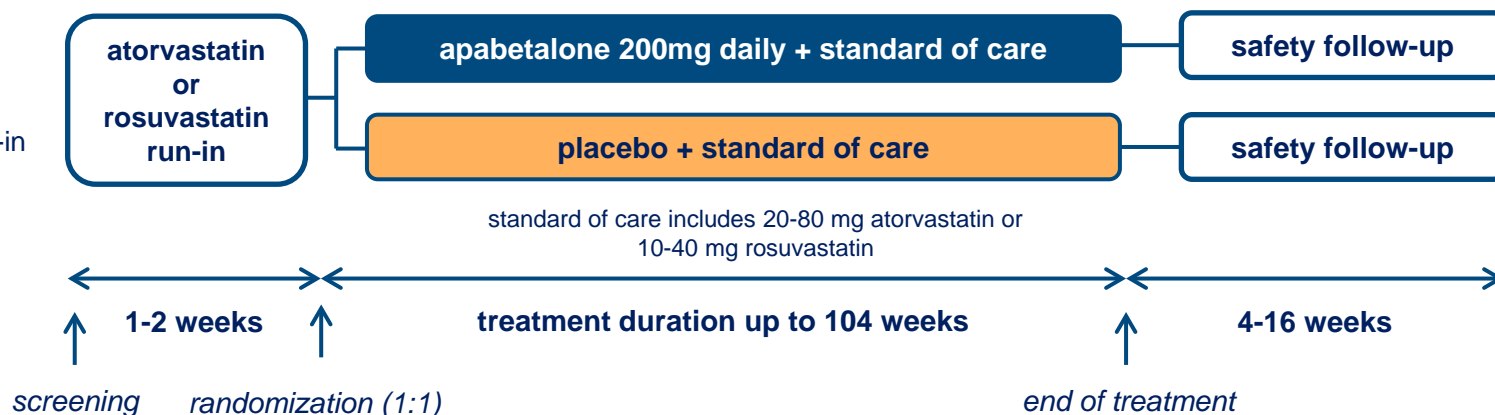 atorvastatin
or
rosuvastatin
run-in
-in
apabetalone 200mg daily + standard of care
safety follow-up
placebo + standard of care
safety follow-up
standard of care includes 20-80 mg atorvastatin or
10-40 mg rosuvastatin
1-2 weeks
treatment duration up to 104 weeks
4-16 weeks
screening
randomization (1:1)
end of treatment